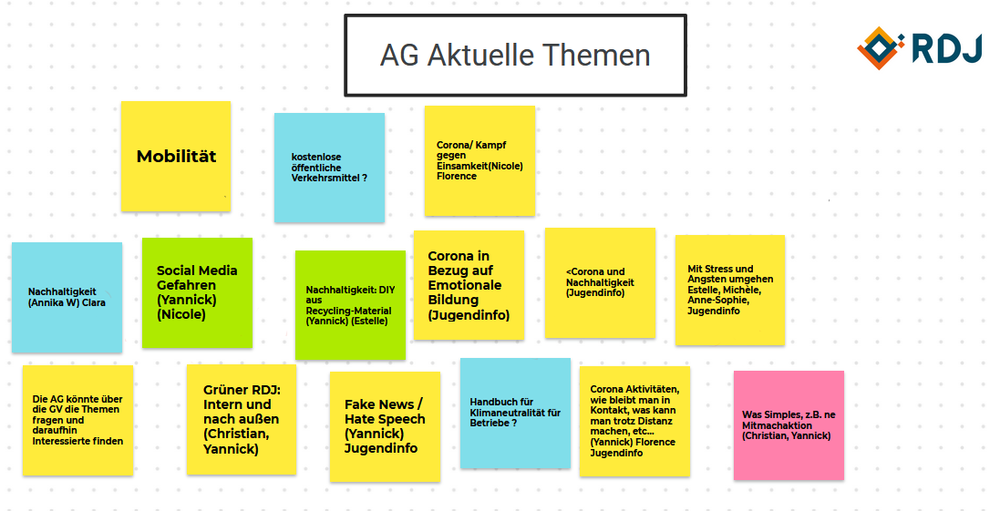 AG Aktuelle Themen
RDJ
Mobilität
kostenlose
öffentliche
Verkehrsmittel ?
Corona/ Kampf
gegen
Einsamkeit(Nicole)
Florence
Nachhaltigkeit
(Annika W) Clara
Social Media
Gefahren
(Yannick)
(Nicole)
Nachhaltigkeit: DIY
aus
Recycling-Material
(Yannick) (Estelle)
Corona in
Bezug auf
Emotionale
Bildung
(Jugendinfo)
<Corona und
Nachhaltigkeit
(Jugendinfo)
Mit Stress und
Angsten umgehen
Estelle, Michèle,
Anne-Sophie,
Jugendinfo
Die AG könnte über
die GV die Themen
fragen und
daraufhin
Interessierte finden
Grüner RDJ:
Intern und
nach außen
(Christian,
Yannick)
Fake News /
Hate Speech
(Yannick)
Jugendinfo
Handbuch für
Klimaneutralität für
Betriebe ?
Corona Aktivitäten,
wie bleibt man in
Kontakt, was kann
man trotz Distanz
machen, etc...
(Yannick) Florence
Jugendinfo
Was Simples, z.B. ne
Mitmachaktion
(Christian, Yannick)